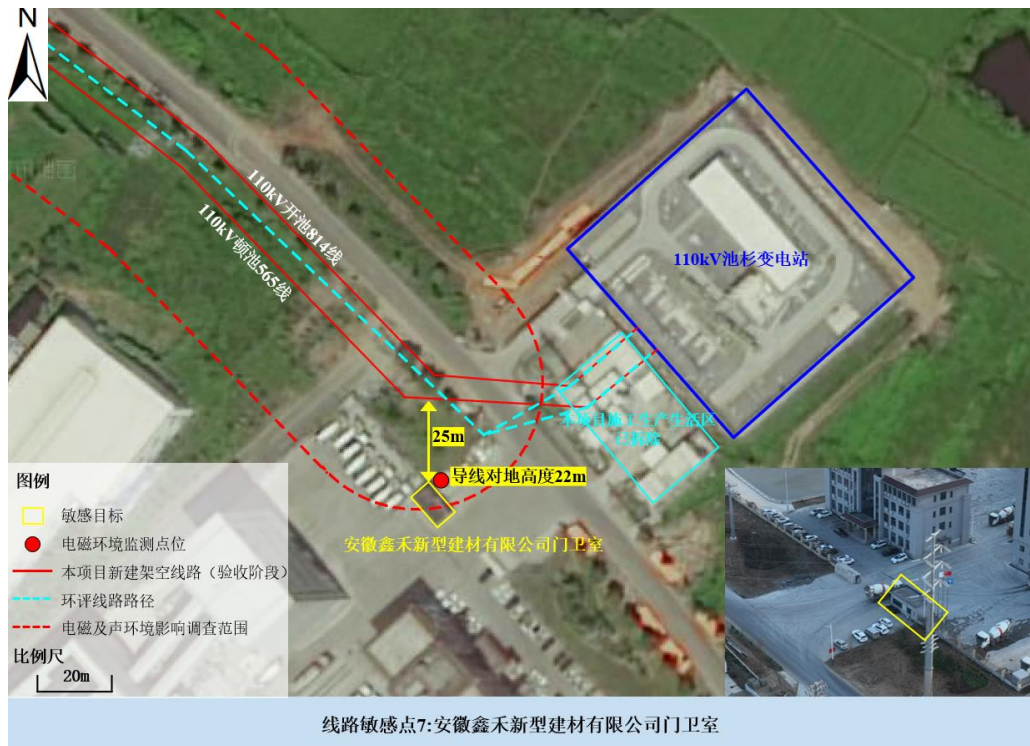 N
110kV开池814线
110kV顿池565线
110kV池杉变电站
本项目施工生产生活区
已拆除
25m
导线对地高度22m
安徽鑫禾新型建材有限公司门卫室
图例
敏感目标
电磁环境监测点位
本项目新建架空线路（验收阶段）
环评线路路径
电磁及声环境影响调查范围
比例尺
20m
线路敏感点7:安徽鑫禾新型建材有限公司门卫室